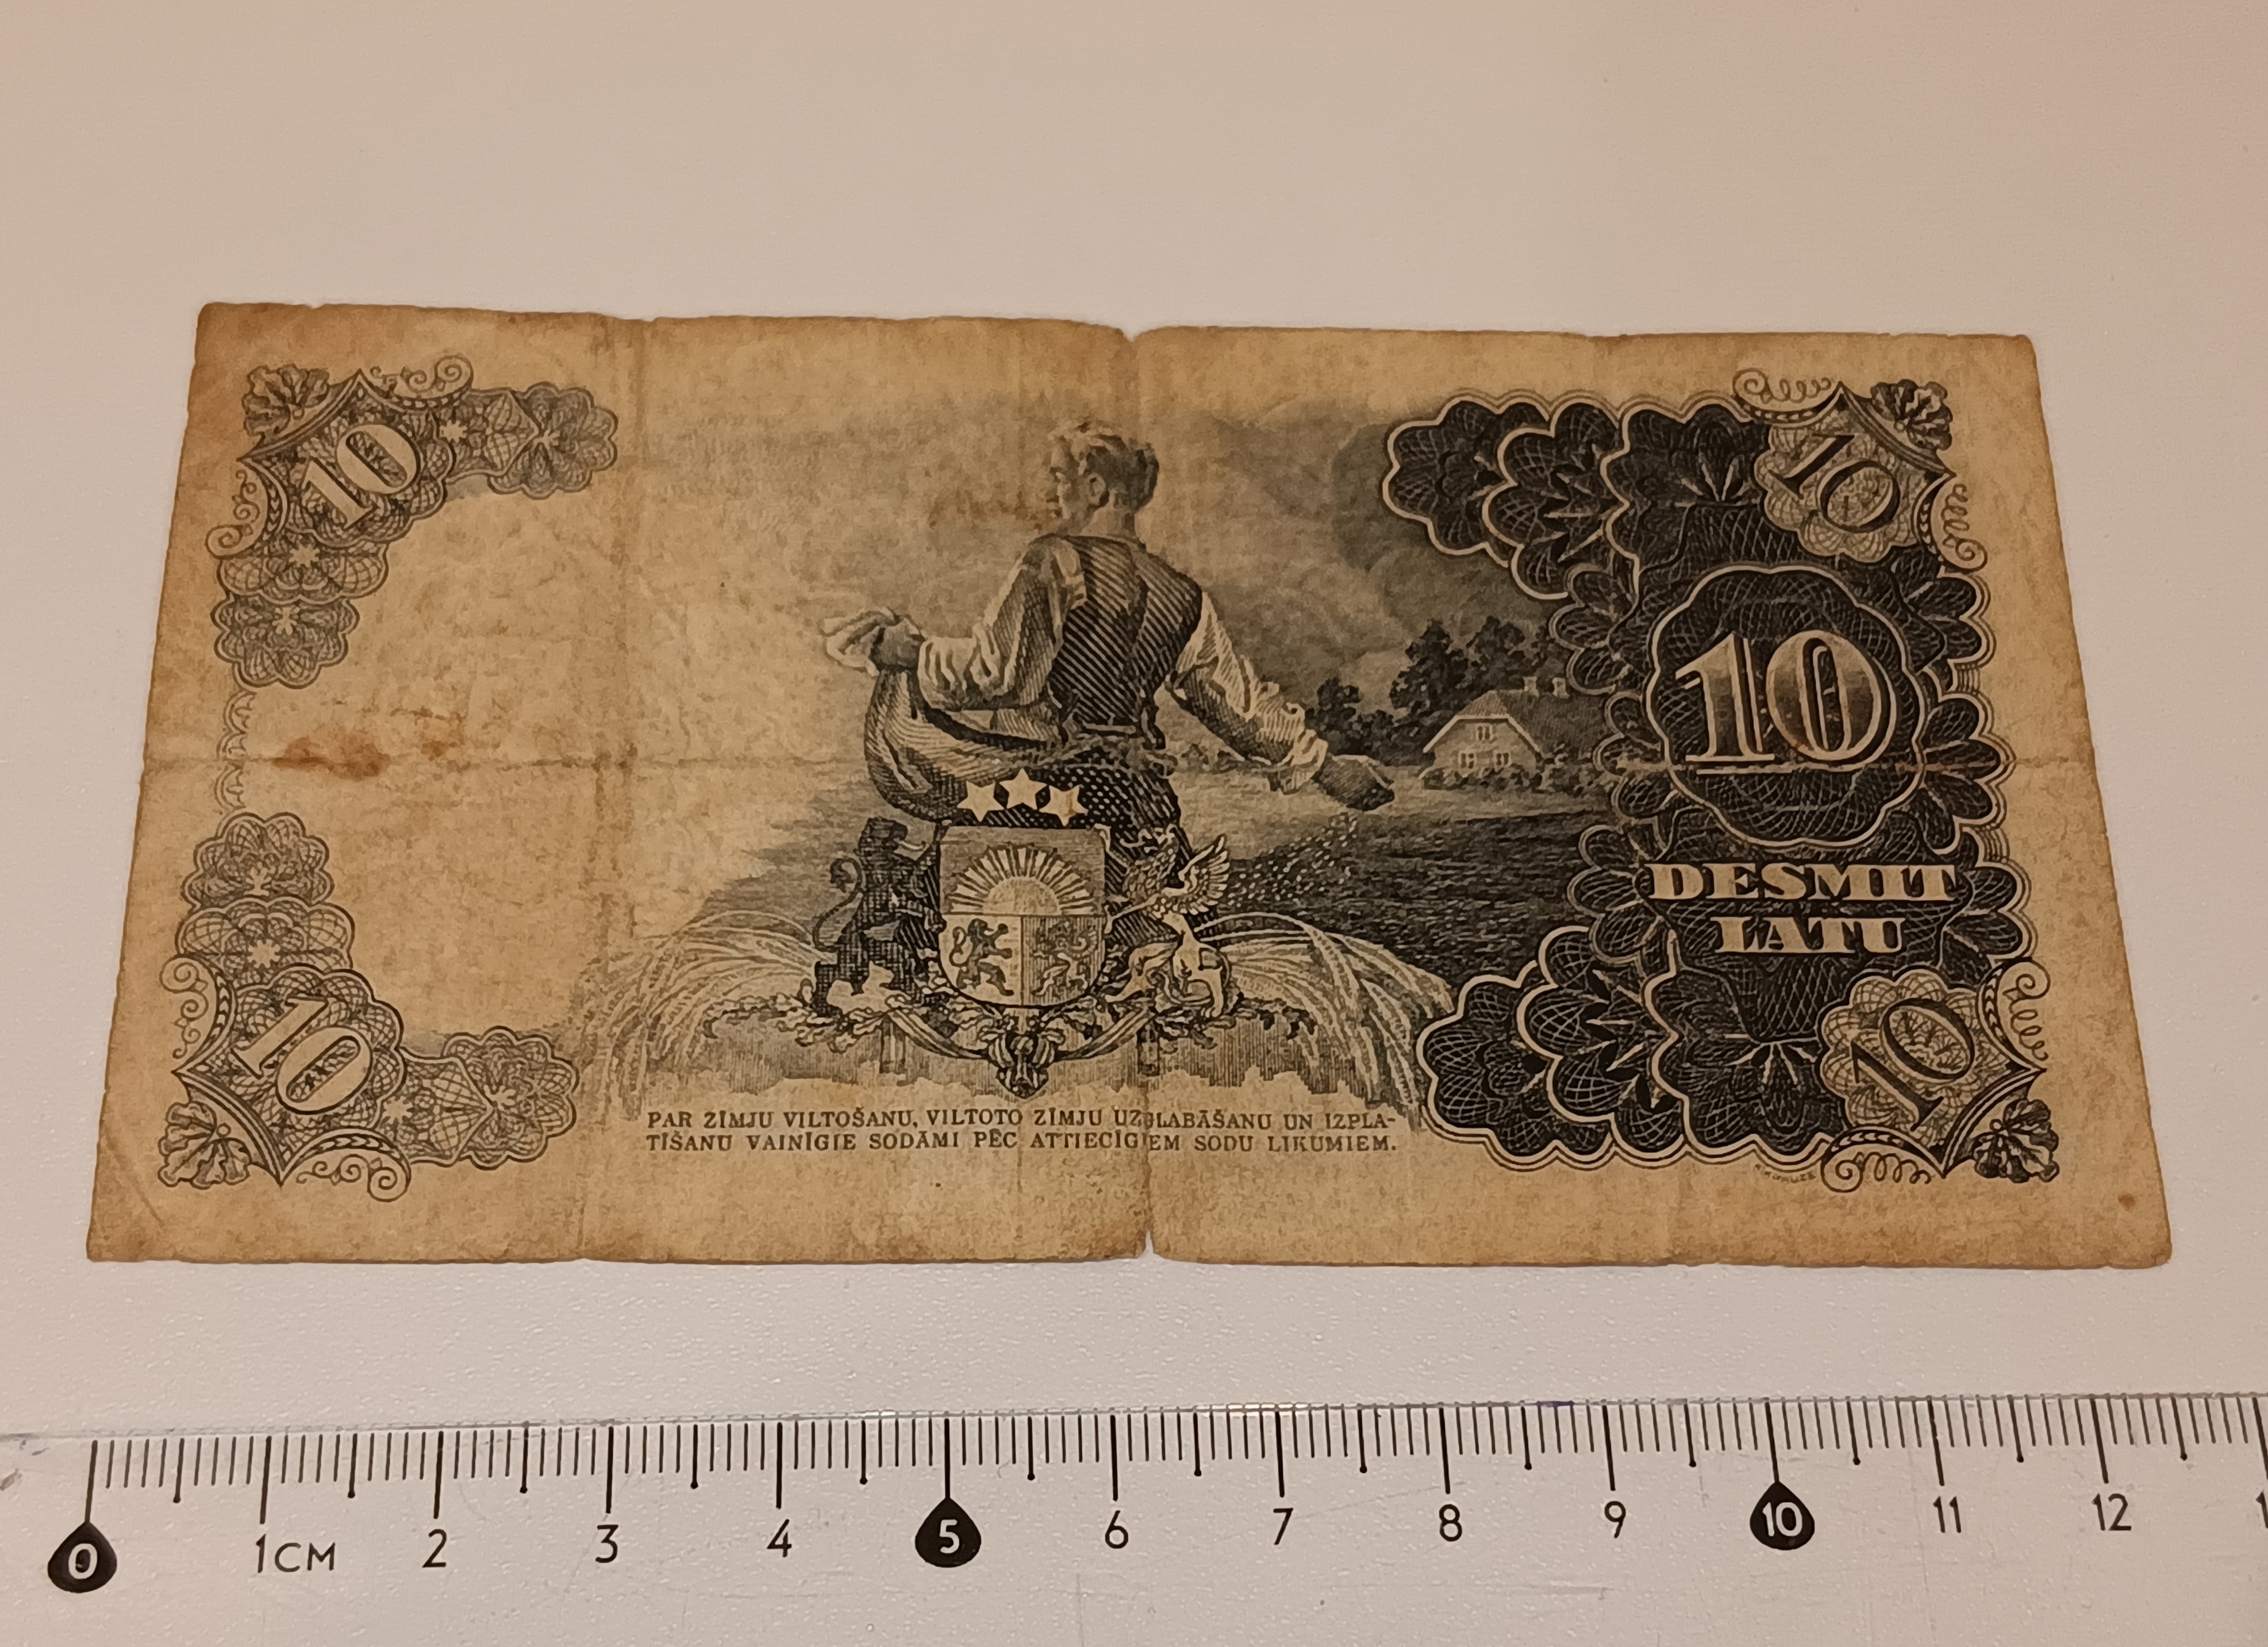 10
10
10
DESMIT
LATU
10
10
PAR ZĪMJU VILTOŠANU, VILTOTO ZĪMJU UZGLABĀŠANU UN IZPLA-
TĪŠANU VAINĪGIE SODĀMI PĒC ATTIECĪGIEM SODU LIKUMIEM.
0 1CM 2 3 4 5 6 7 8 9 10 11 12